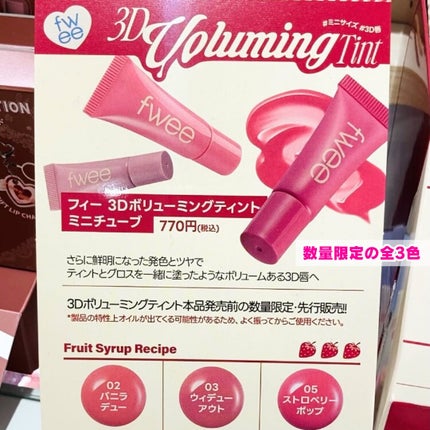 fw
ee
3D Voluming Tint
#ミニサイズ #3D唇
fwee
fwee
fwee
フィー 3Dボリューミングティント
ミニチューブ 770円(税込)
数量限定の全3色
さらに鮮明になった発色とツヤで
ティントとグロスを一緒に塗ったようなボリュームある3D唇へ
3Dボリューミングティント本品発売前の数量限定・先行販売!!
*製品の特性上オイルが出てくる可能性があるため、よく振ってからご使用ください。
Fruit Syrup Recipe
02
バニラ
デュー
03
ウィデュー
アウト
05
ストロベリー
ポップ